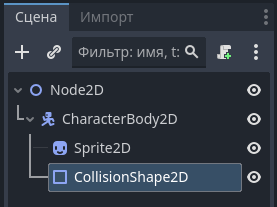 Сцена Импорт
Фильтр: имя, t:
Node2D
CharacterBody2D
Sprite2D
CollisionShape2D